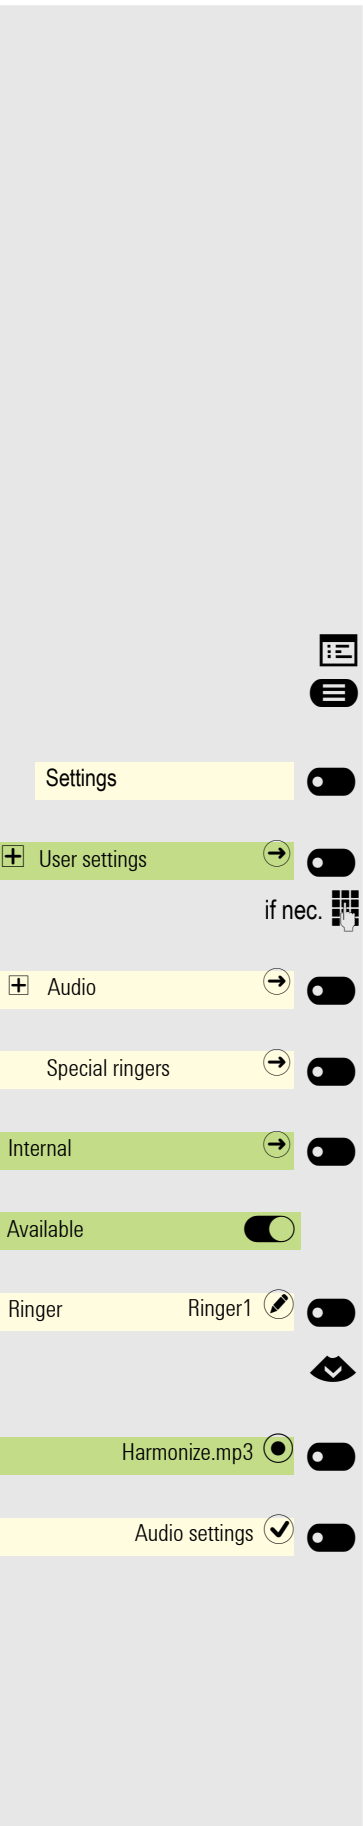 Settings
User settings
if nec.
Audio
Special ringers
Internal
Available
Ringer Ringer1
Harmonize.mp3
Audio settings